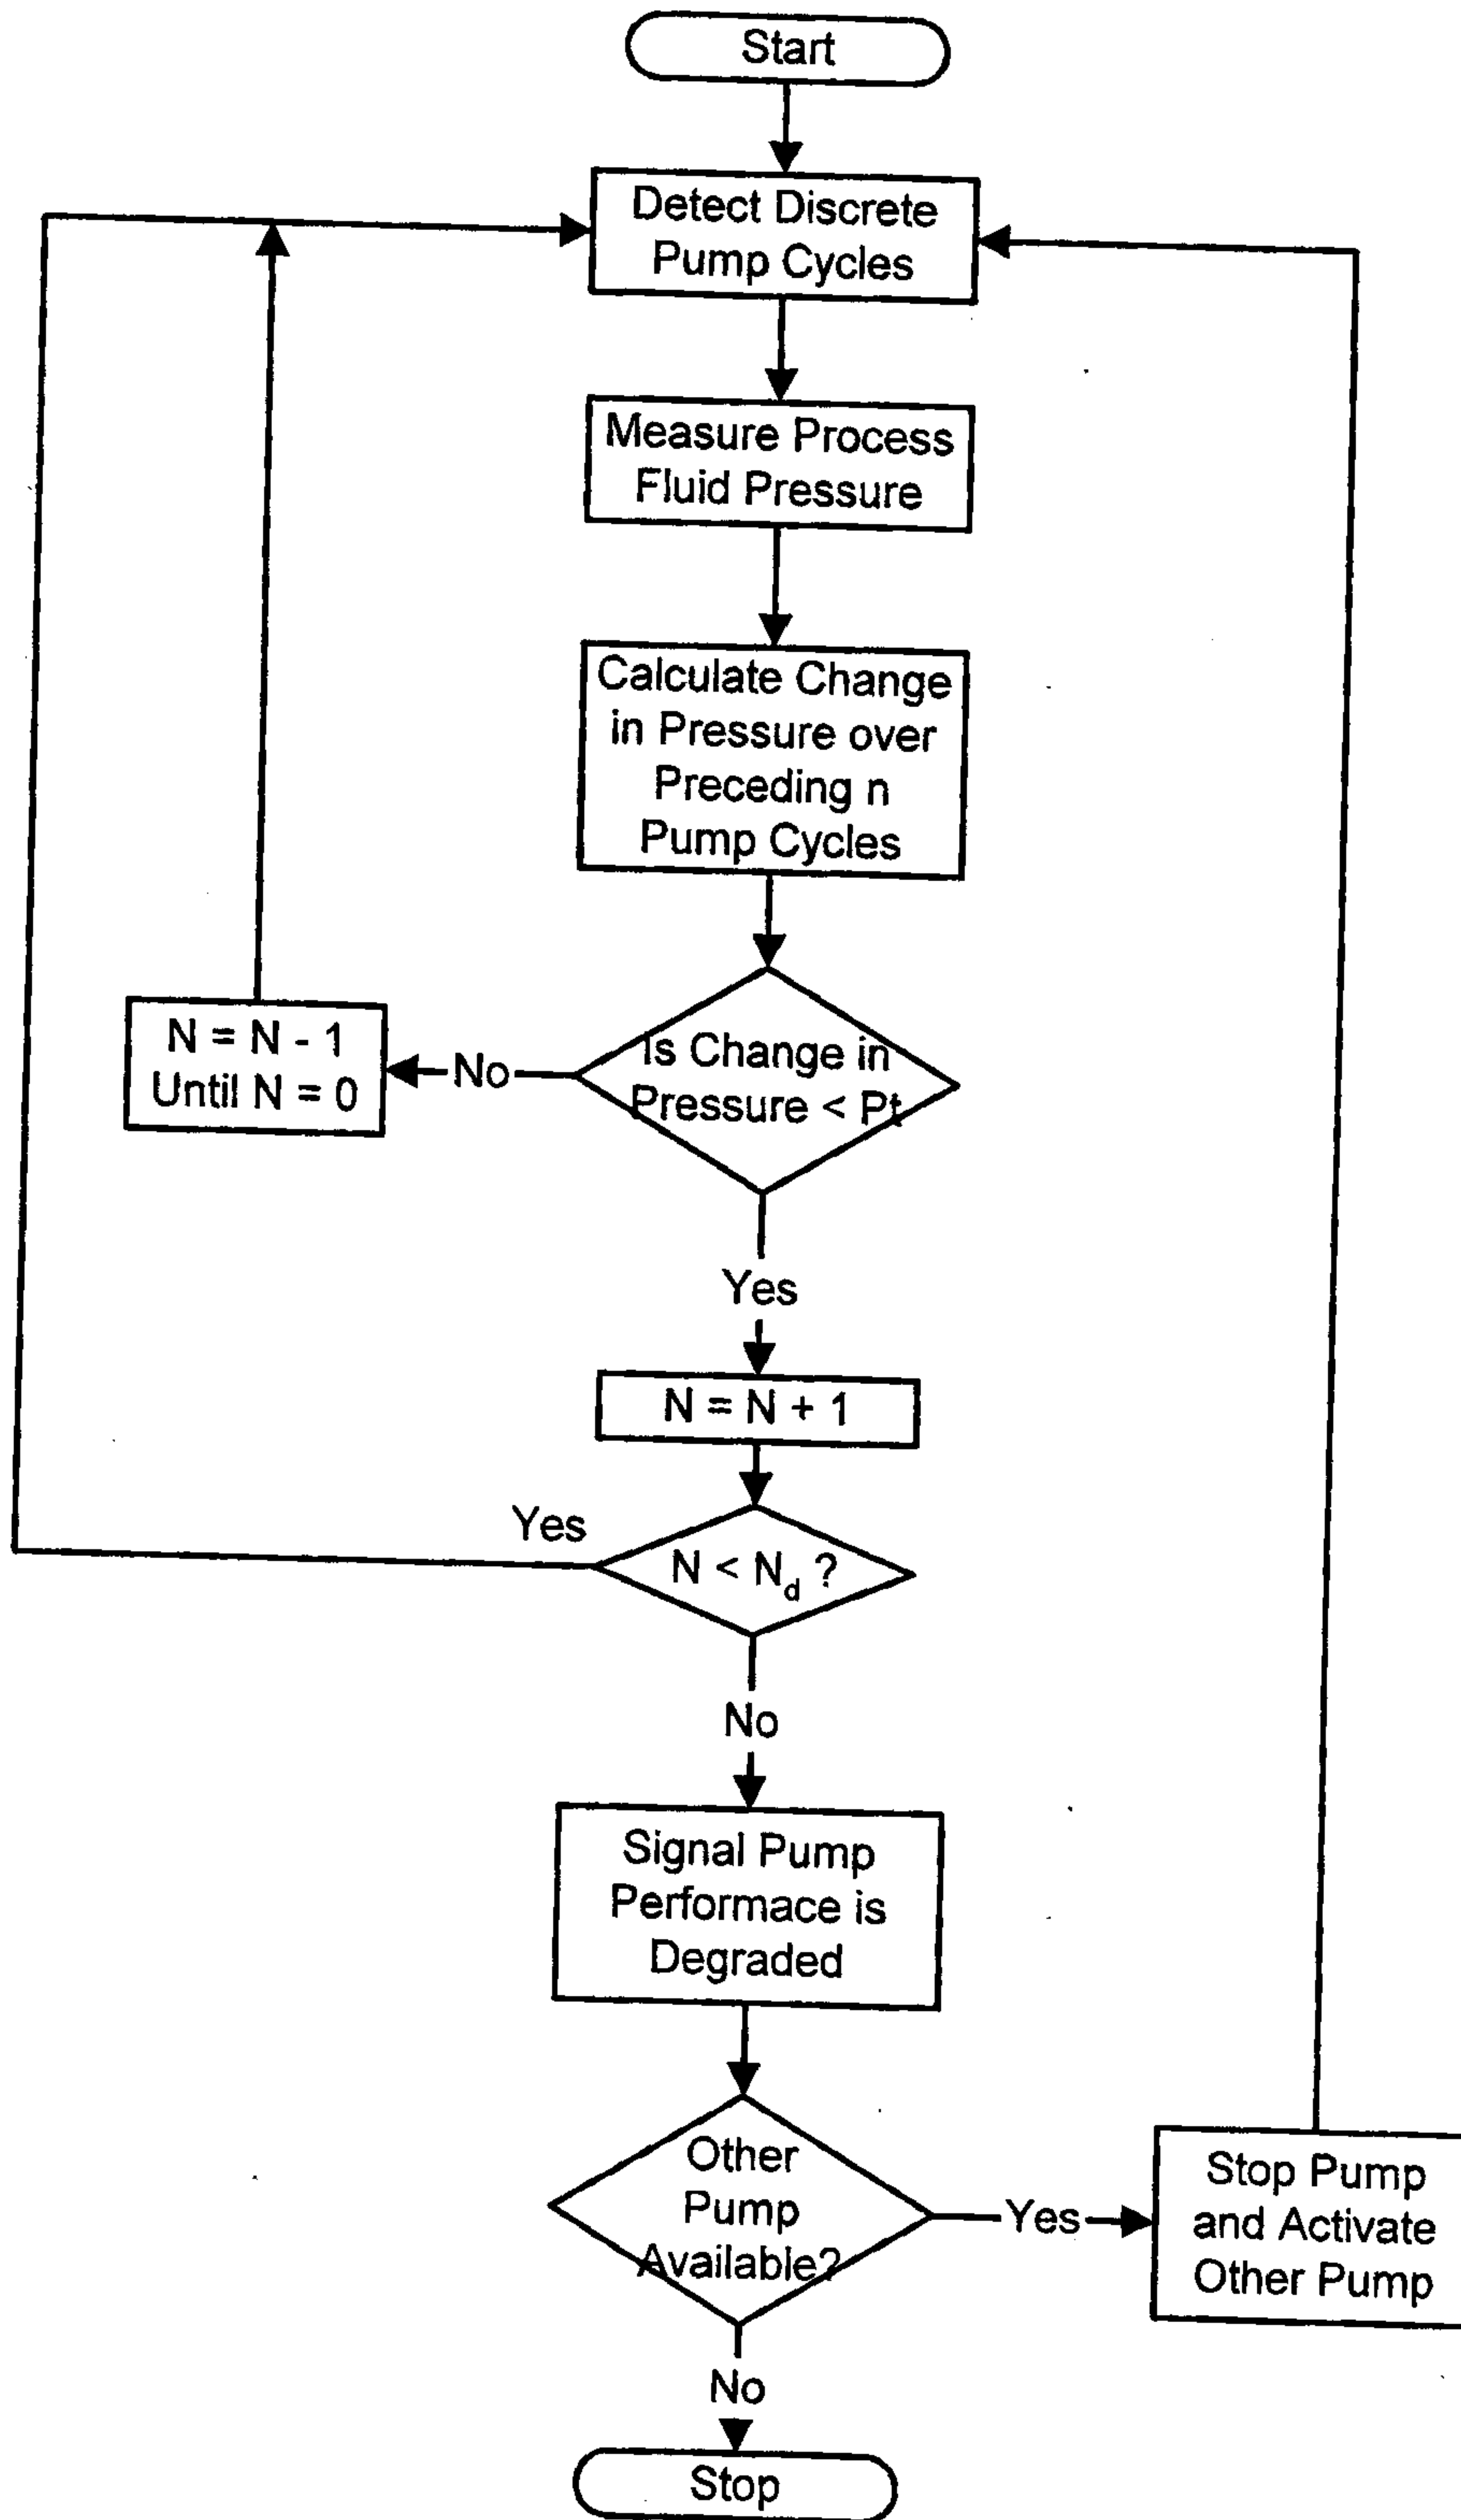 Start
Detect Discrete
Pump Cycles
Measure Process
Fluid Pressure
Calculate Change
in Pressure over
Preceding n
Pump Cycles
Is Change in
Pressure < Pt
No
N = N - 1
Until N = 0
Yes
N = N + 1
N < Nd ?
Yes
No
Signal Pump
Performace is
Degraded
Other
Pump
Available?
Yes
Stop Pump
and Activate
Other Pump
No
Stop